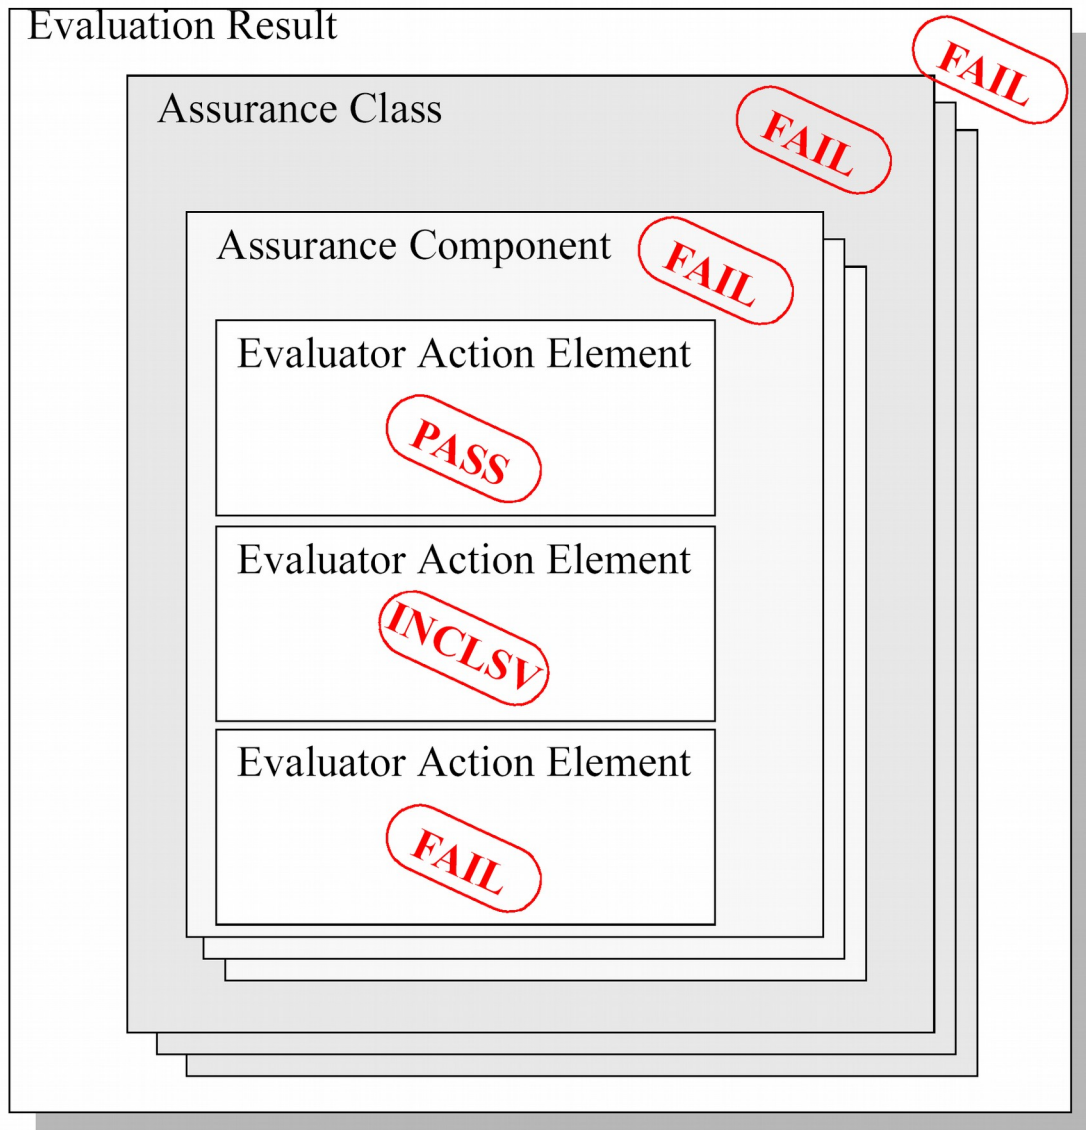 Evaluation Result
FAIL
Assurance Class
FAIL
Assurance Component
FAIL
Evaluator Action Element
PASS
Evaluator Action Element
INCLSV
Evaluator Action Element
FAIL